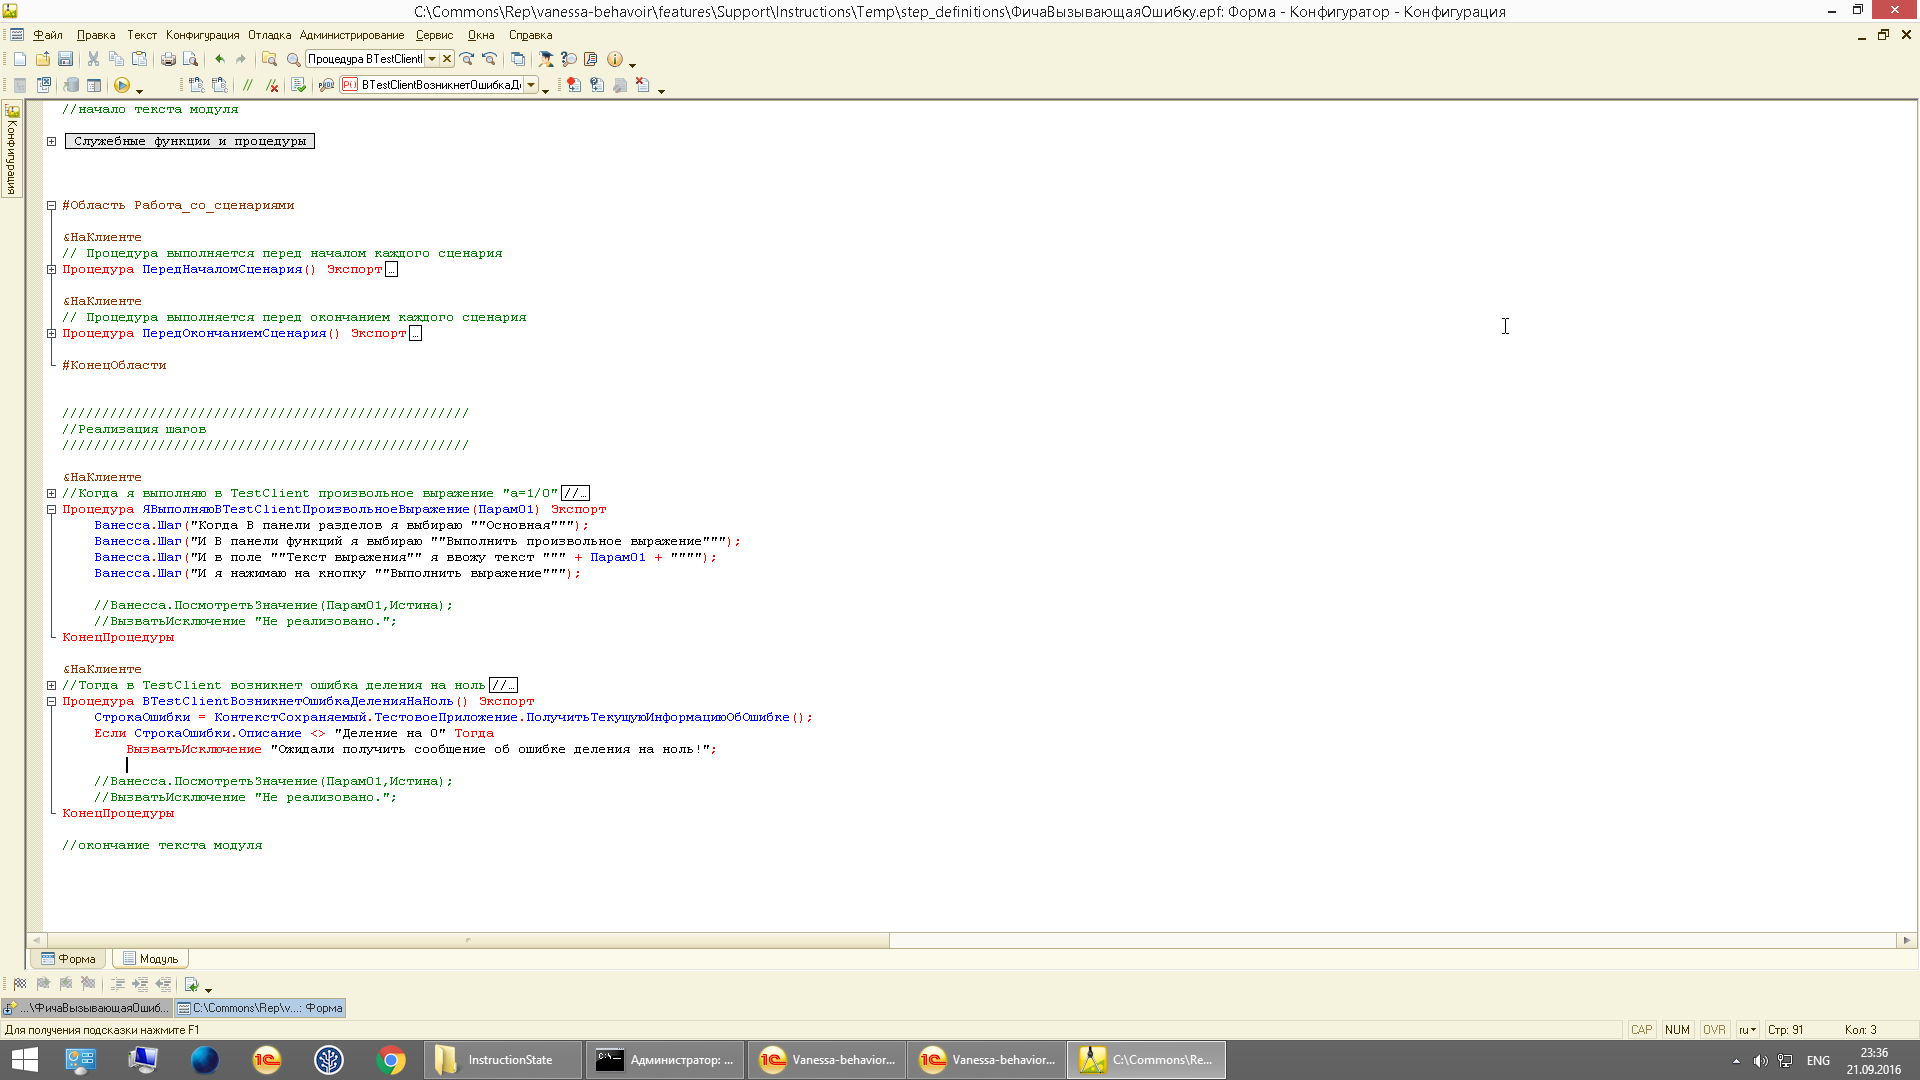 C:\Commons\Rep\vanessa-behavoir\features\Support\Instructions\Temp\step_definitions\ФичаВызывающаяОшибку.epf: Форма - Конфигуратор - Конфигурация
Файл Правка Текст Конфигурация Отладка Администрирование Сервис Окна Справка
Процедура BTestClientI
BTestClientВозникнетОшибкаД
Конфигурация
//начало текста модуля
Служебные функции и процедуры
#Область Работа_со_сценариями
&НаКлиенте
// Процедура выполняется перед началом каждого сценария
Процедура ПередНачаломСценария() Экспорт...
&НаКлиенте
// Процедура выполняется перед окончанием каждого сценария
Процедура ПередОкончаниемСценария() Экспорт...
#КонецОбласти
///////////////////////////////////////////////////
//Реализация шагов
///////////////////////////////////////////////////
&НаКлиенте
//Когда я выполняю в TestClient произвольное выражение "а=1/0" //...
Процедура ЯВыполняюВTestClientПроизвольноеВыражение(Парам01) Экспорт
Ванесса.Шаг("Когда В панели разделов я выбираю ""Основная""");
Ванесса.Шаг("И В панели функций я выбираю ""Выполнить произвольное выражение""");
Ванесса.Шаг("И в поле ""Текст выражения"" я ввожу текст """ + Парам01 + """");
Ванесса.Шаг("И я нажимаю на кнопку ""Выполнить выражение""");
//Ванесса.ПосмотретьЗначение(Парам01,Истина);
//ВызватьИсключение "Не реализовано.";
КонецПроцедуры
&НаКлиенте
//Тогда в TestClient возникнет ошибка деления на ноль //...
Процедура ВTestClientВозникнетОшибкаДеленияНаНоль() Экспорт
СтрокаОшибки = КонтекстСохраняемый.ТестовоеПриложение.ПолучитьТекущуюИнформациюОбОшибке();
Если СтрокаОшибки.Описание <> "Деление на 0" Тогда
ВызватьИсключение "Ожидали получить сообщение об ошибке деления на ноль!";
//Ванесса.ПосмотретьЗначение(Парам01,Истина);
//ВызватьИсключение "Не реализовано.";
КонецПроцедуры
//окончание текста модуля
Форма Модуль
...\ФичаВызывающаяОшиб... C:\Commons\Rep\v...: Форма
Для получения подсказки нажмите F1 CAP NUM OVR ru Стр: 91 Кол: 3
InstructionState Администратор: ... Vanessa-behavior... Vanessa-behavior... C:\Commons\Re... ENG 23:36
21.09.2016